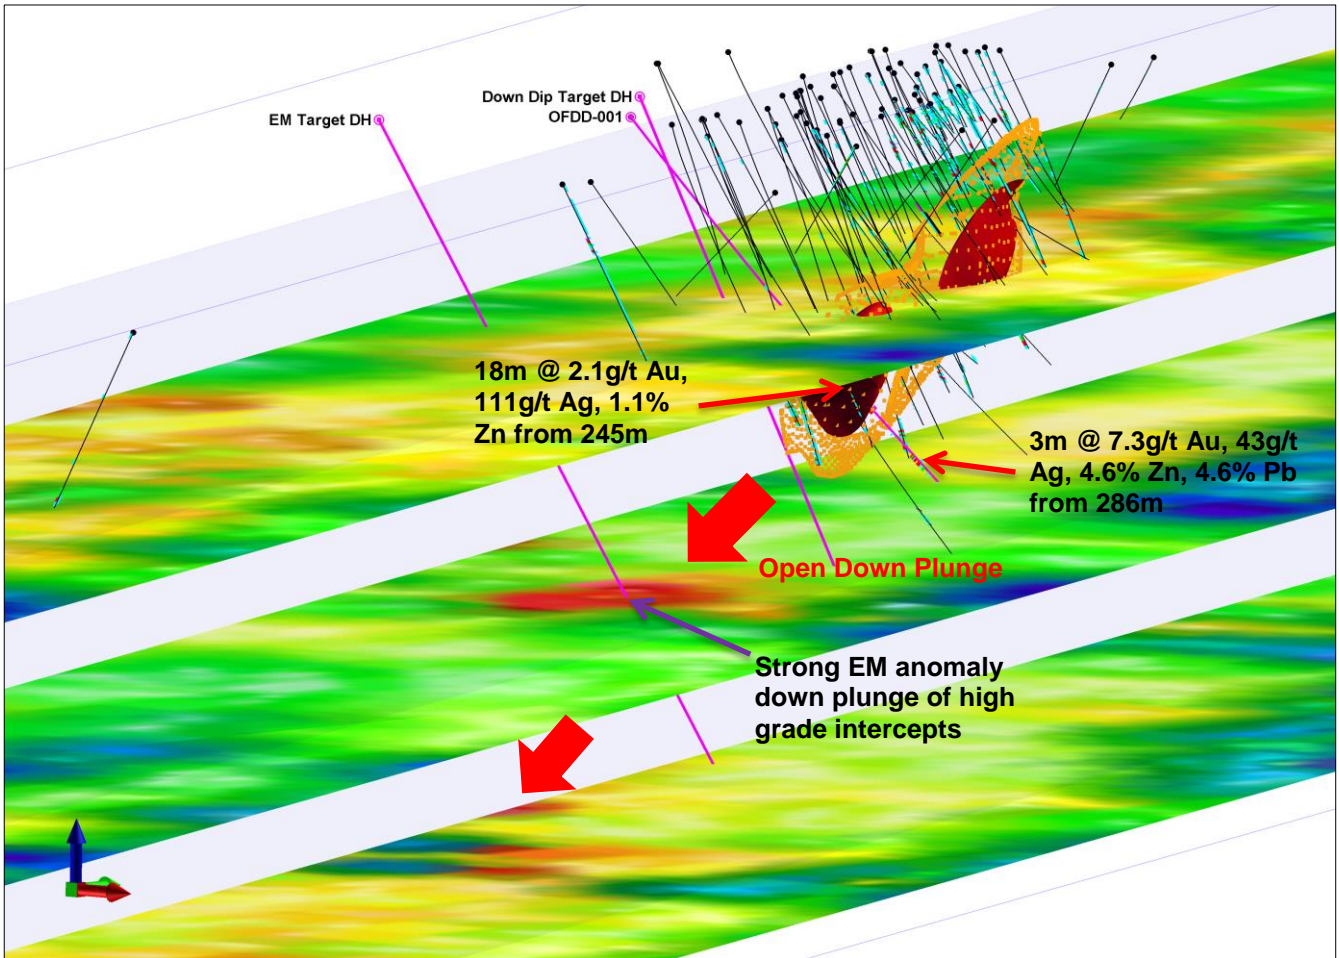 EM Target DH
Down Dip Target DH
OFDD-001
18m @ 2.1g/t Au,
111g/t Ag, 1.1%
Zn from 245m
3m @ 7.3g/t Au, 43g/t
Ag, 4.6% Zn, 4.6% Pb
from 286m
Open Down Plunge
Strong EM anomaly
down plunge of high
grade intercepts